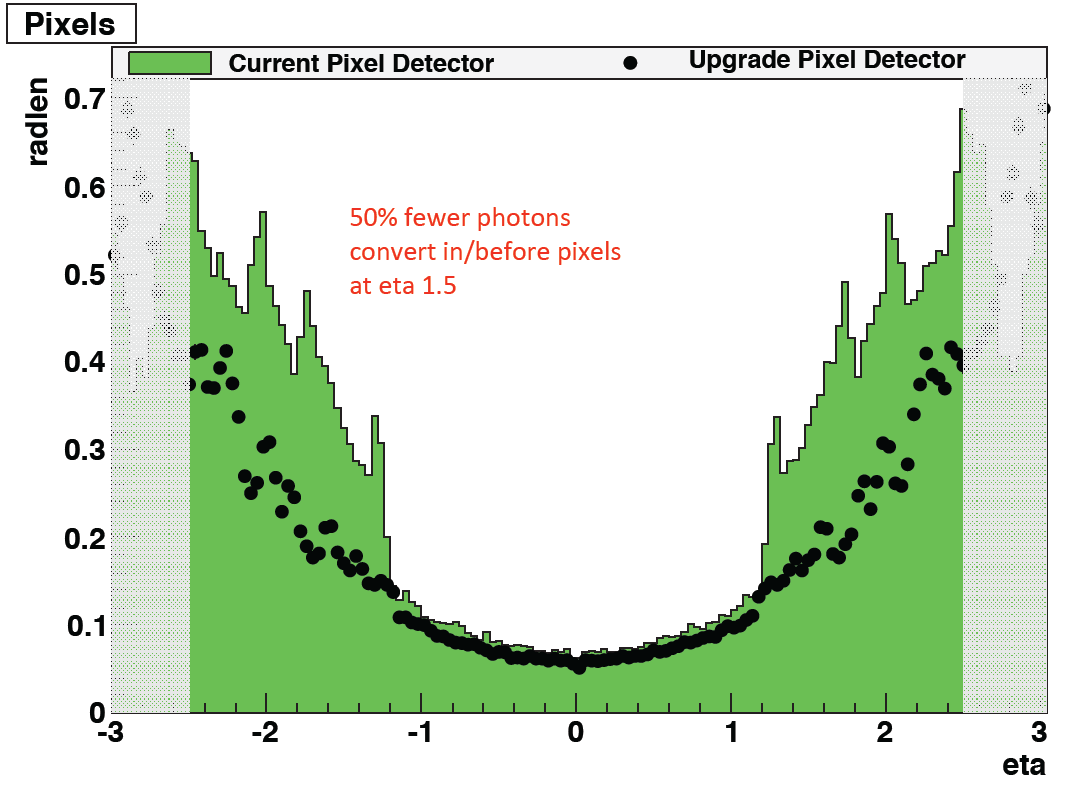 Pixels
Current Pixel Detector
Upgrade Pixel Detector
radlen
0.7
0.6
0.5
0.4
0.3
0.2
0.1
0
50% fewer photons
convert in/before pixels
at eta 1.5
-3
-2
-1
0
1
2
3
eta